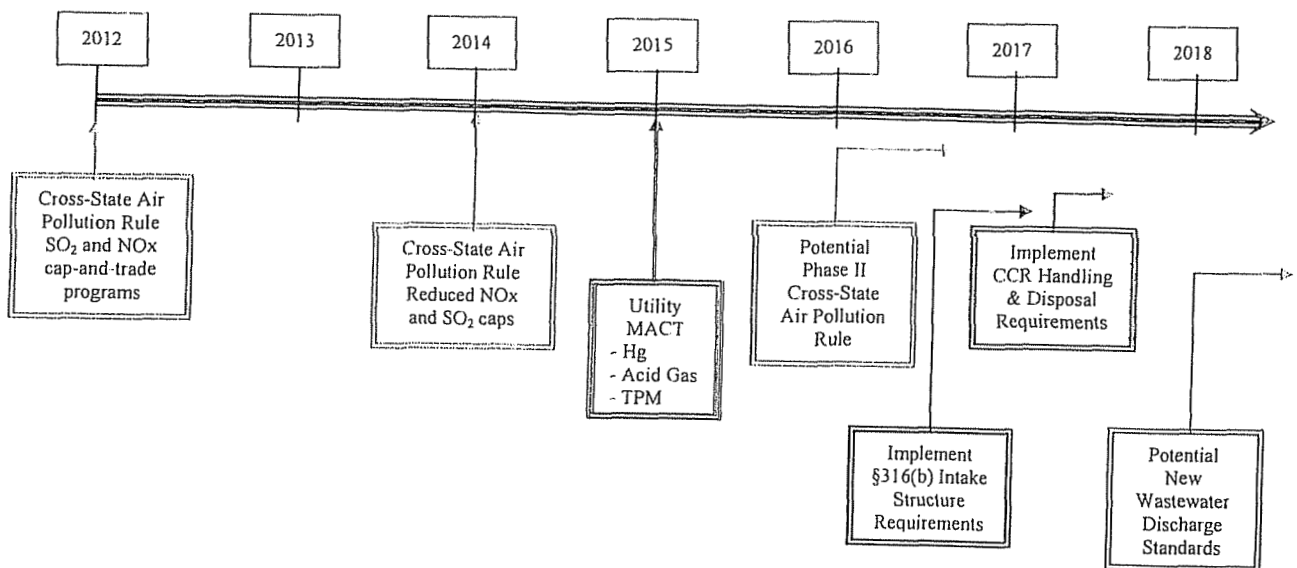 2012
2013
2014
2015
2016
2017
2018
Cross-State Air
Pollution Rule
SO₂ and NOx
cap-and-trade
programs
Cross-State Air
Pollution Rule
Reduced NOx
and SO₂ caps
Utility
MACT
- Hg
- Acid Gas
- TPM
Potential
Phase II
Cross-State
Air Pollution
Rule
Implement
§316(b) Intake
Structure
Requirements
Implement
CCR Handling
& Disposal
Requirements
Potential
New
Wastewater
Discharge
Standards